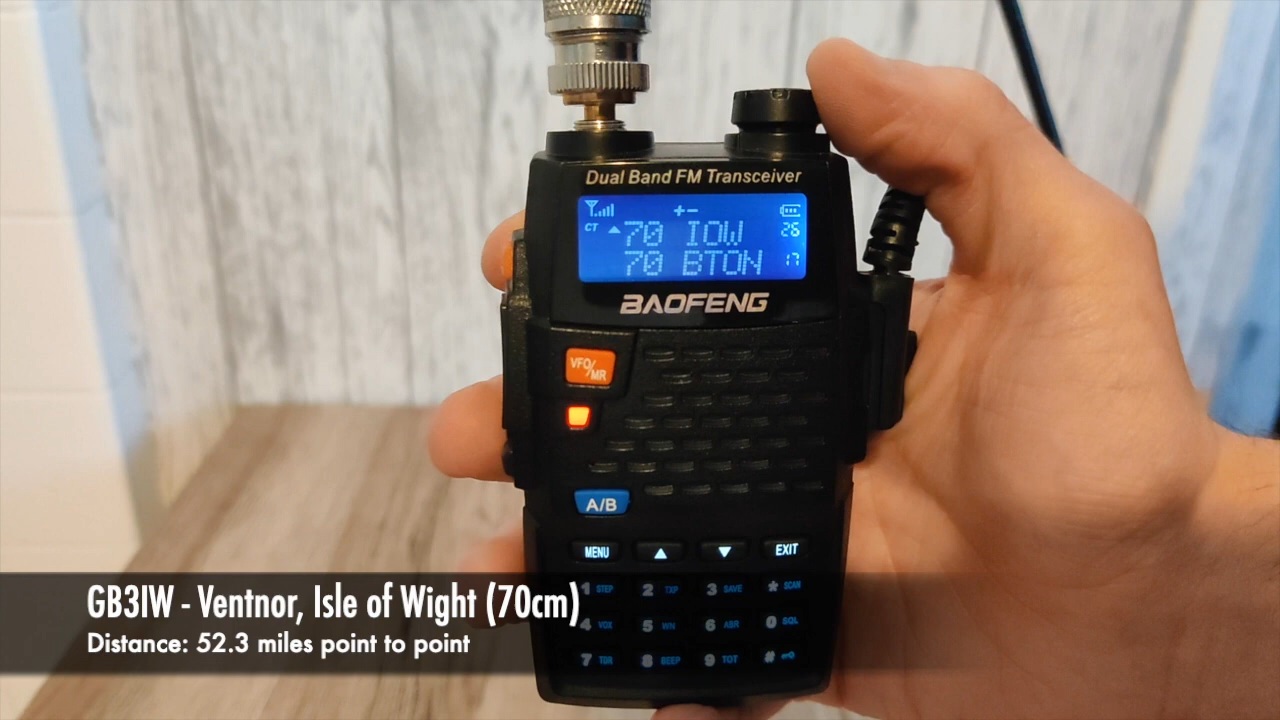 Dual Band FM Transceiver
+-
CT 70 IOW 26
70 BTON 17
BAOFENG
VFO/MR
A/B
MENU ▲ ▼ EXIT
1 STEP 2 TXP 3 SAVE * SCAN
4 VOX 5 WN 6 ABR 0 SQL
7 TDR 8 BEEP 9 TOT #
GB3IW - Ventnor, Isle of Wight (70cm)
Distance: 52.3 miles point to point